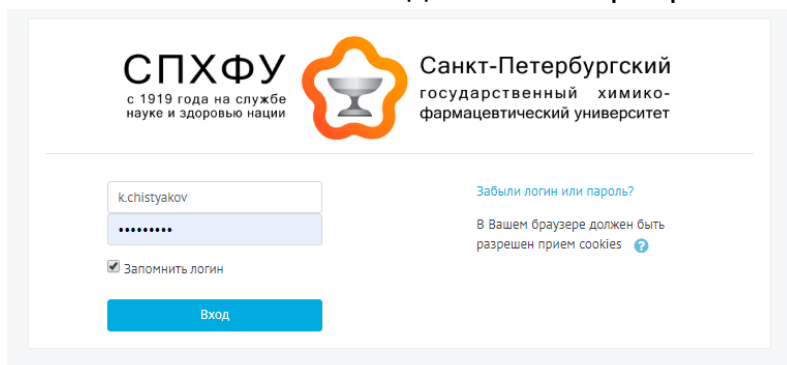 СПХФУ
с 1919 года на службе
науке и здоровью нации
Санкт-Петербургский
государственный химико-
фармацевтический университет
k.chistyakov
•••••••••
Запомнить логин
Вход
Забыли логин или пароль?
В Вашем браузере должен быть
разрешен прием cookies